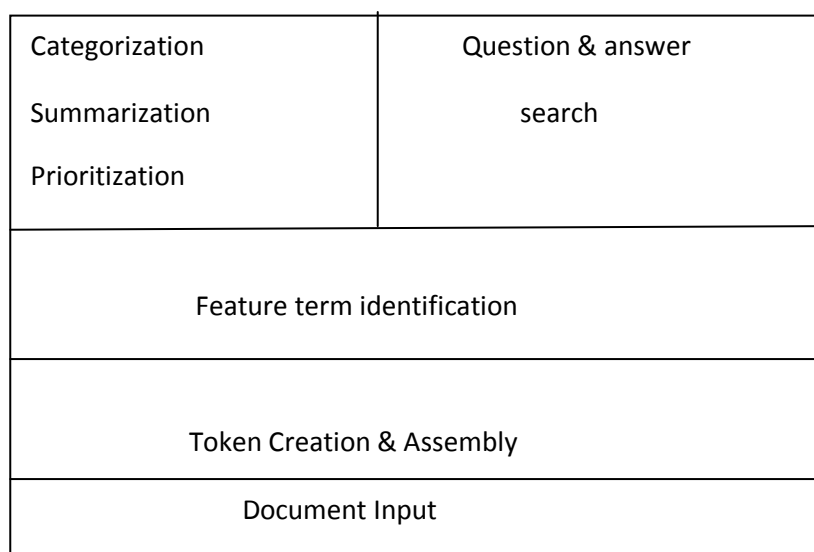 Categorization
Summarization
Prioritization
Question & answer
search
Feature term identification
Token Creation & Assembly
Document Input